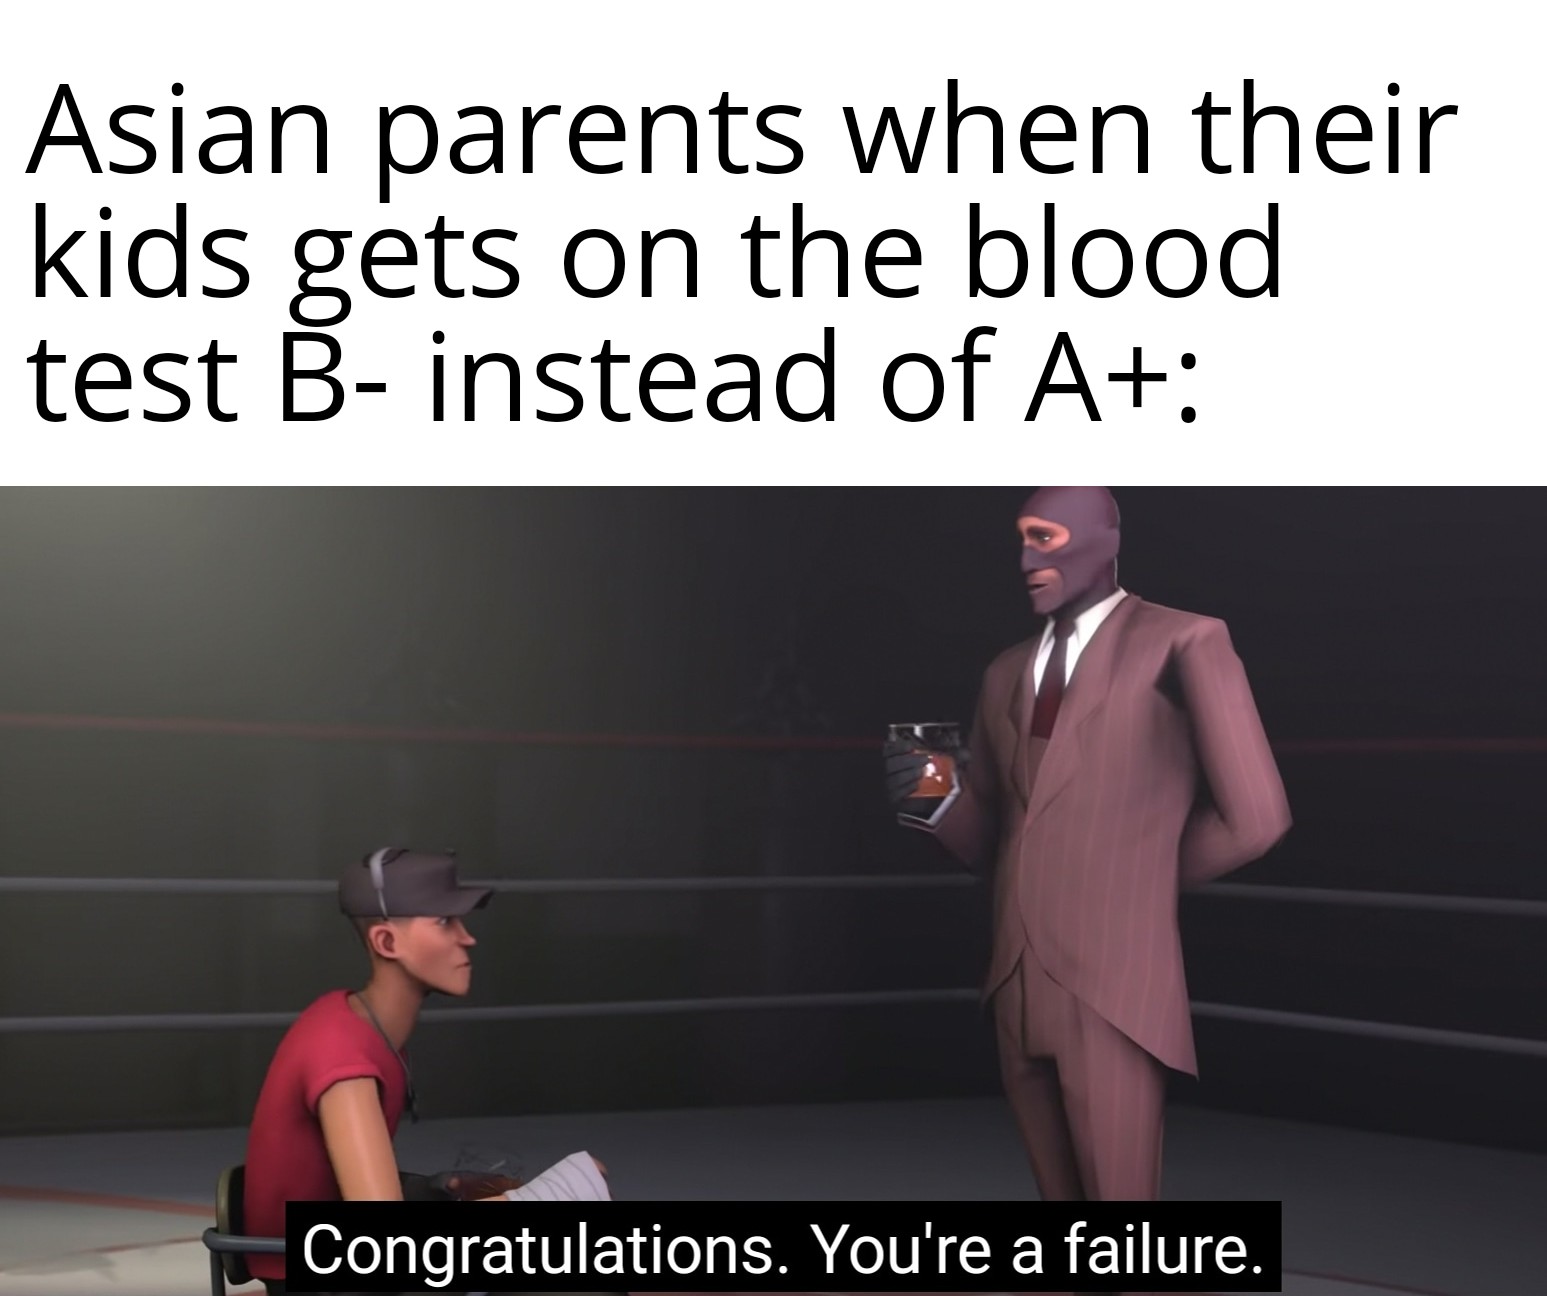 Asian parents when their
kids gets on the blood
test B- instead of A+:
Congratulations. You're a failure.